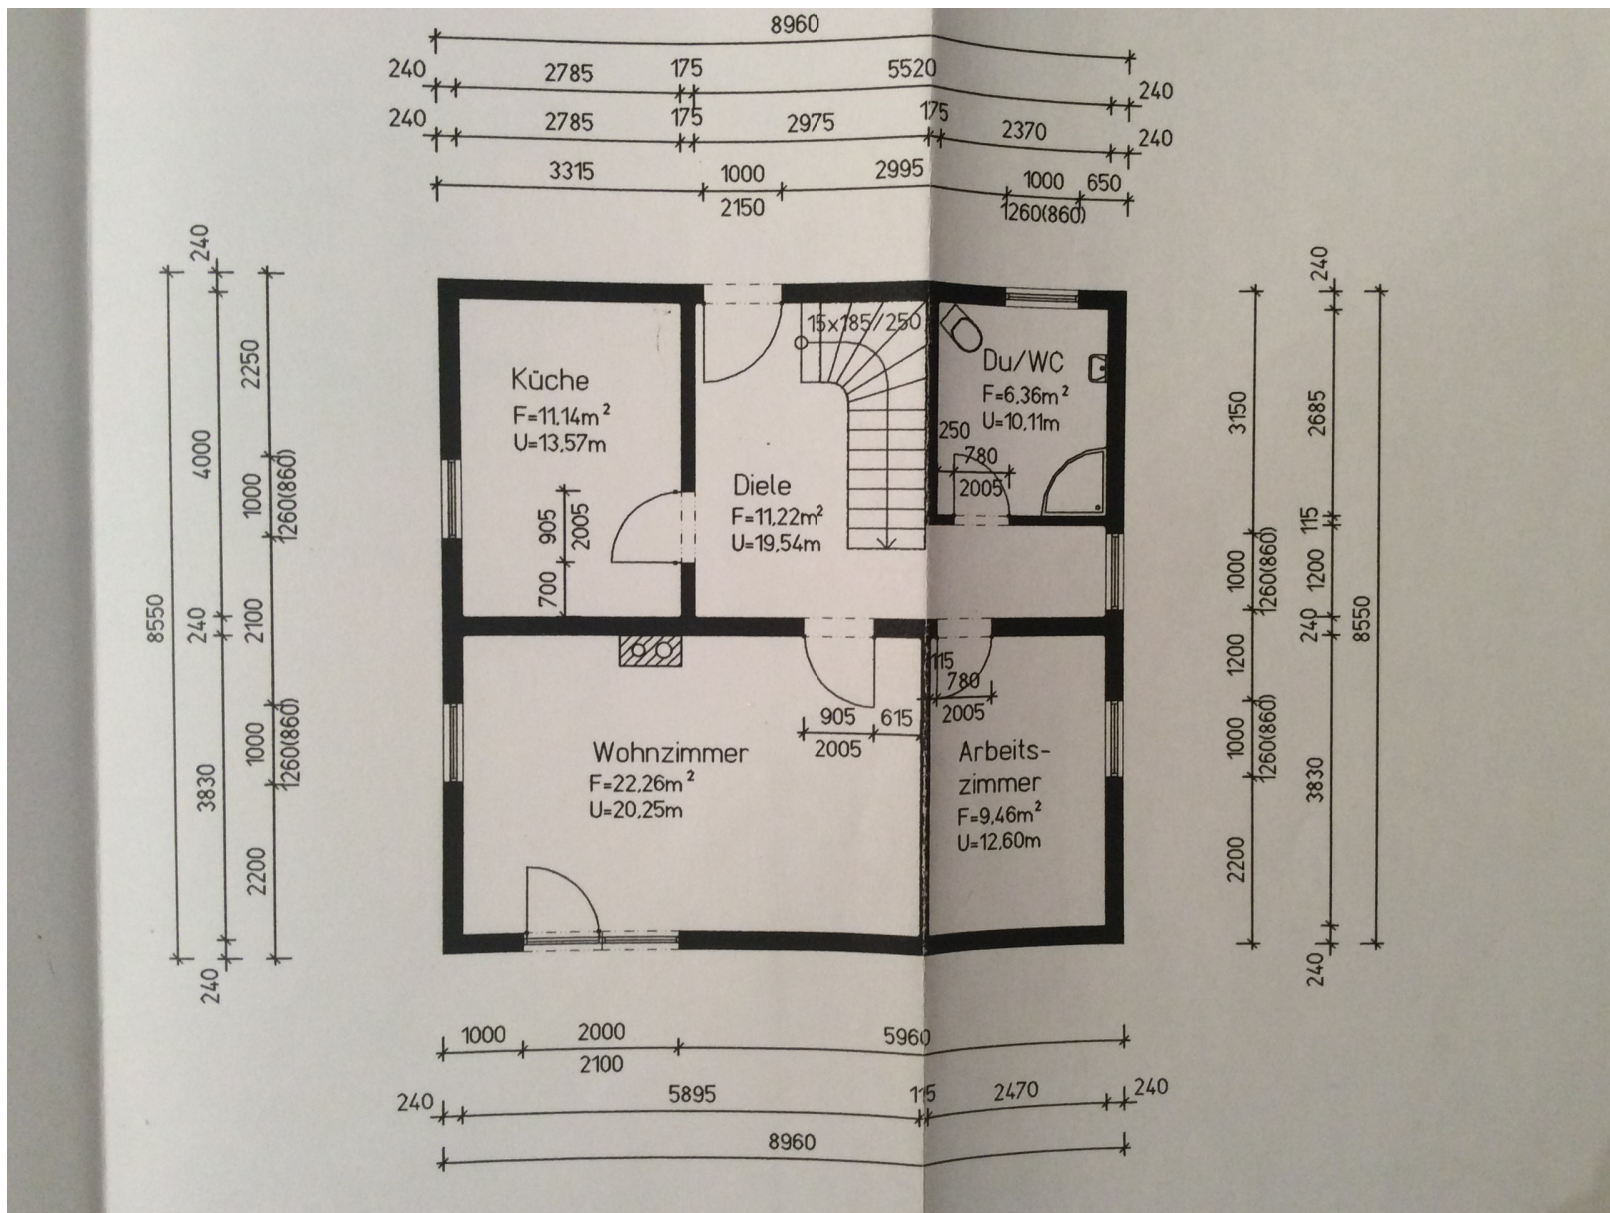 8960
240 2785 175 5520 240
240 2785 175 2975 175 2370 240
3315 1000 2995 1000 650
2150 1260(860)
240
8550
240
4000
240
3830
240
2250
1000
1260(860)
2100
1000
1260(860)
2200
Küche
F=11,14m²
U=13,57m
905
2005
700
15x185/250
Diele
F=11,22m²
U=19,54m
Du/WC
F=6,36m²
U=10,11m
250
780
2005
Wohnzimmer
F=22,26m²
U=20,25m
905 615
2005
115
780
2005
Arbeits-
zimmer
F=9,46m²
U=12,60m
3150
1000
1260(860)
1200
1000
1260(860)
2200
240
2685
115
1200
240
3830
240
8550
1000 2000 5960
2100
240 5895 115 2470 240
8960